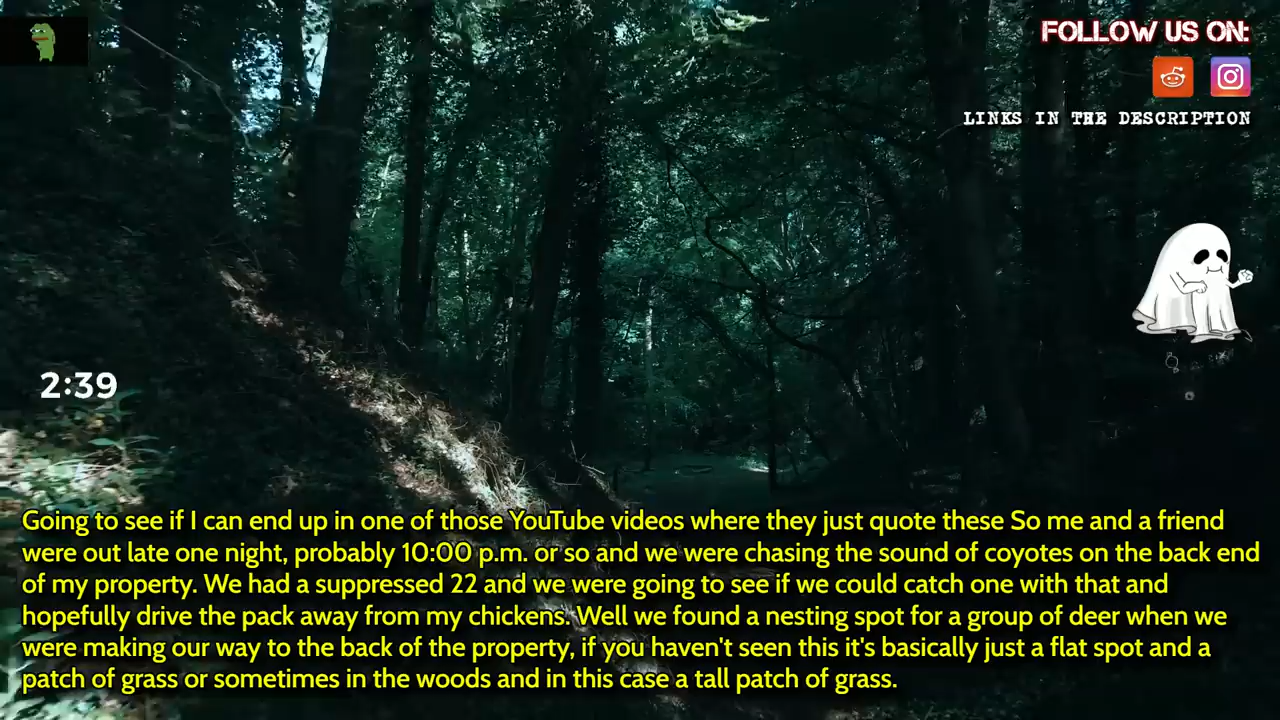 FOLLOW US ON:
LINKS IN THE DESCRIPTION
2:39
Going to see if I can end up in one of those YouTube videos where they just quote these So me and a friend
were out late one night, probably 10:00 p.m. or so and we were chasing the sound of coyotes on the back end
of my property. We had a suppressed 22 and we were going to see if we could catch one with that and
hopefully drive the pack away from my chickens. Well we found a nesting spot for a group of deer when we
were making our way to the back of the property, if you haven't seen this it's basically just a flat spot and a
patch of grass or sometimes in the woods and in this case a tall patch of grass.